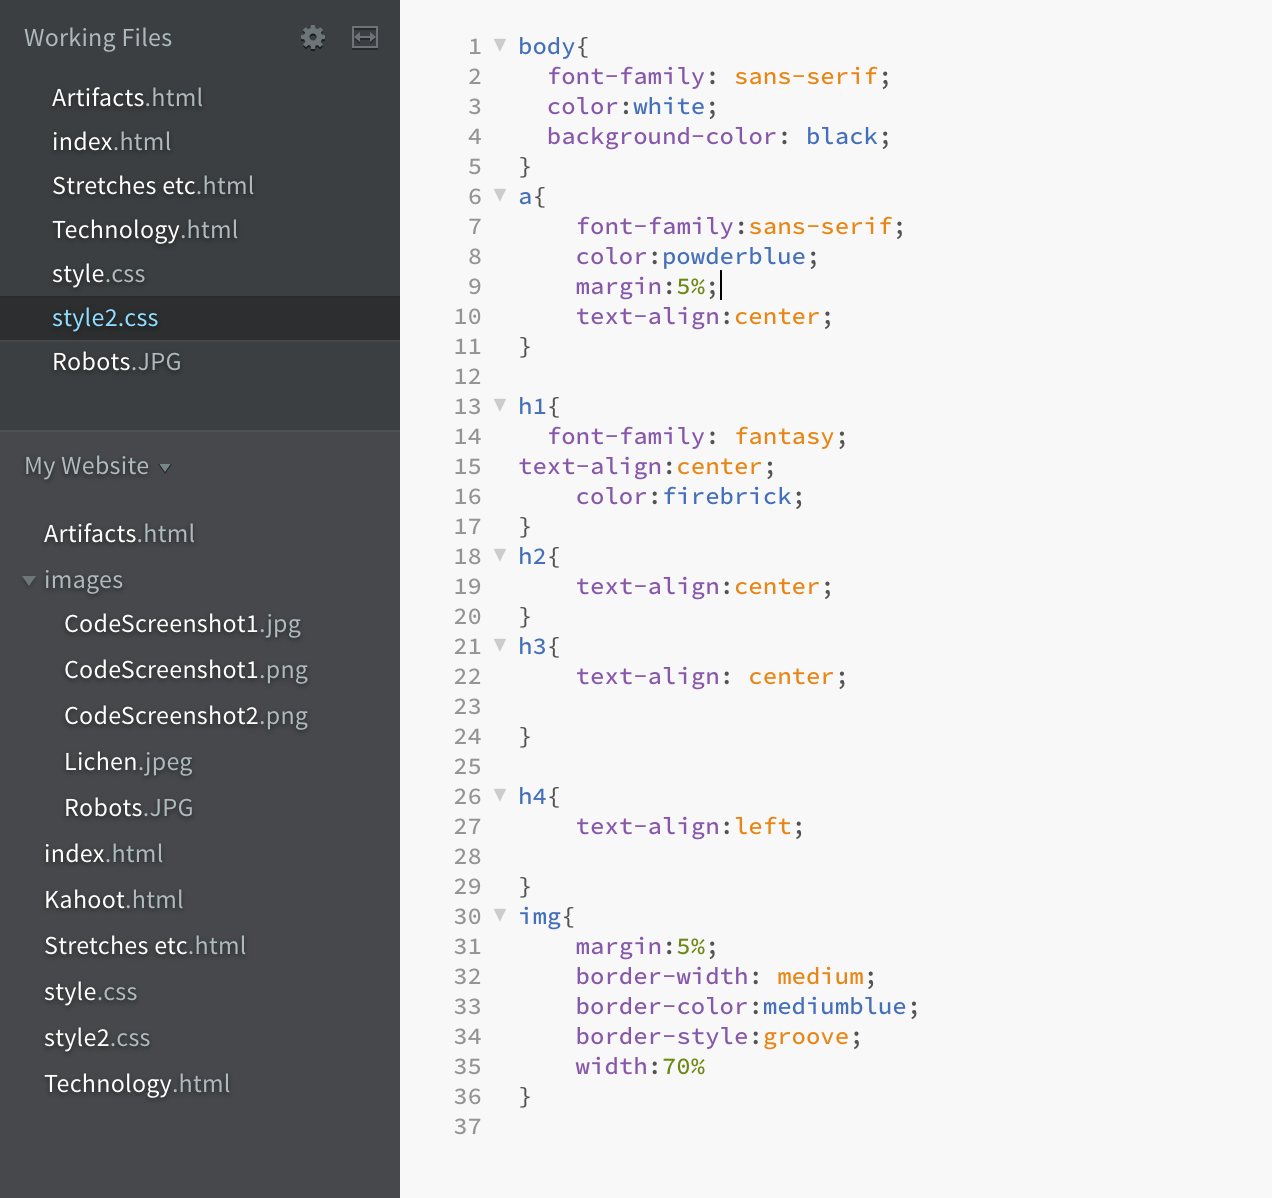 Working Files
Artifacts.html
index.html
Stretches etc.html
Technology.html
style.css
style2.css
Robots.JPG
My Website
Artifacts.html
images
CodeScreenshot1.jpg
CodeScreenshot1.png
CodeScreenshot2.png
Lichen.jpeg
Robots.JPG
index.html
Kahoot.html
Stretches etc.html
style.css
style2.css
Technology.html
1 body{
2   font-family: sans-serif;
3   color:white;
4   background-color: black;
5 }
6 a{
7     font-family:sans-serif;
8     color:powderblue;
9     margin:5%;
10     text-align:center;
11 }
12
13 h1{
14   font-family: fantasy;
15 text-align:center;
16     color:firebrick;
17 }
18 h2{
19     text-align:center;
20 }
21 h3{
22     text-align: center;
23
24 }
25
26 h4{
27     text-align:left;
28
29 }
30 img{
31     margin:5%;
32     border-width: medium;
33     border-color:mediumblue;
34     border-style:groove;
35     width:70%
36 }
37